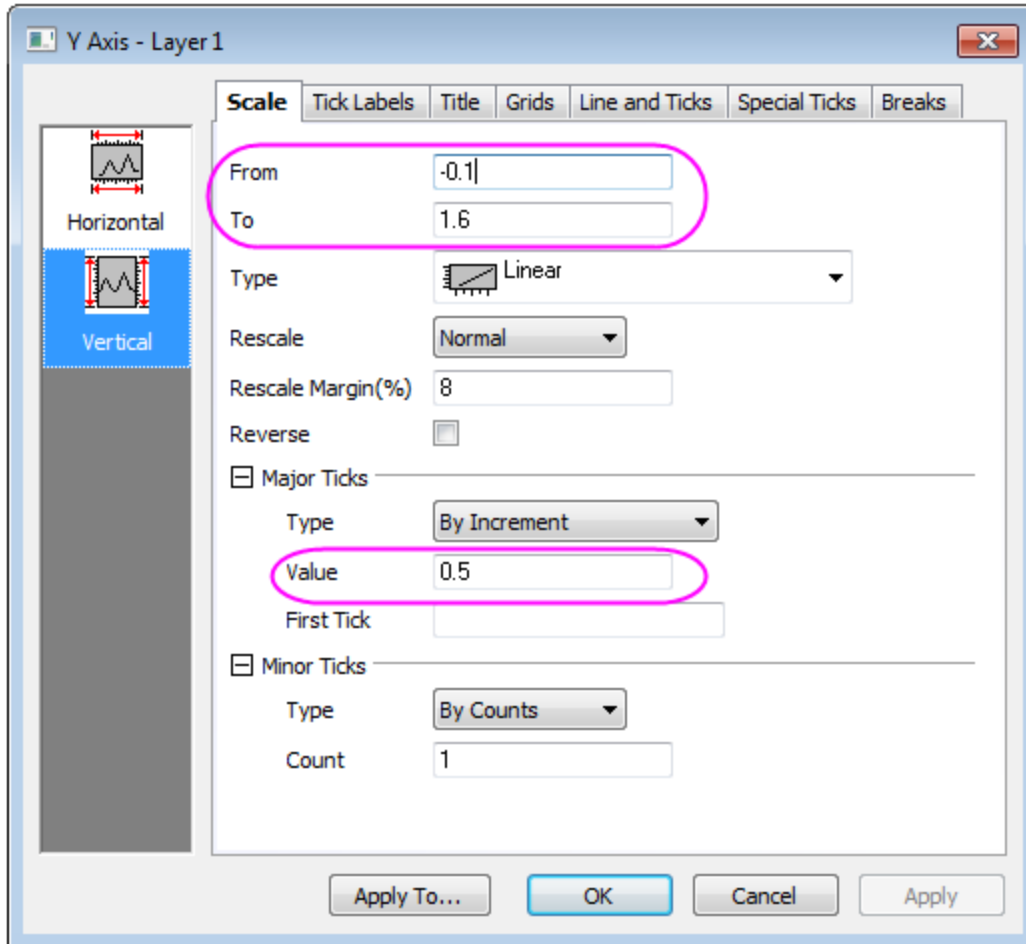 Y Axis - Layer 1
Scale Tick Labels Title Grids Line and Ticks Special Ticks Breaks
Horizontal
Vertical
From -0.1
To 1.6
Type Linear
Rescale Normal
Rescale Margin(%) 8
Reverse
Major Ticks
Type By Increment
Value 0.5
First Tick
Minor Ticks
Type By Counts
Count 1
Apply To... OK Cancel Apply